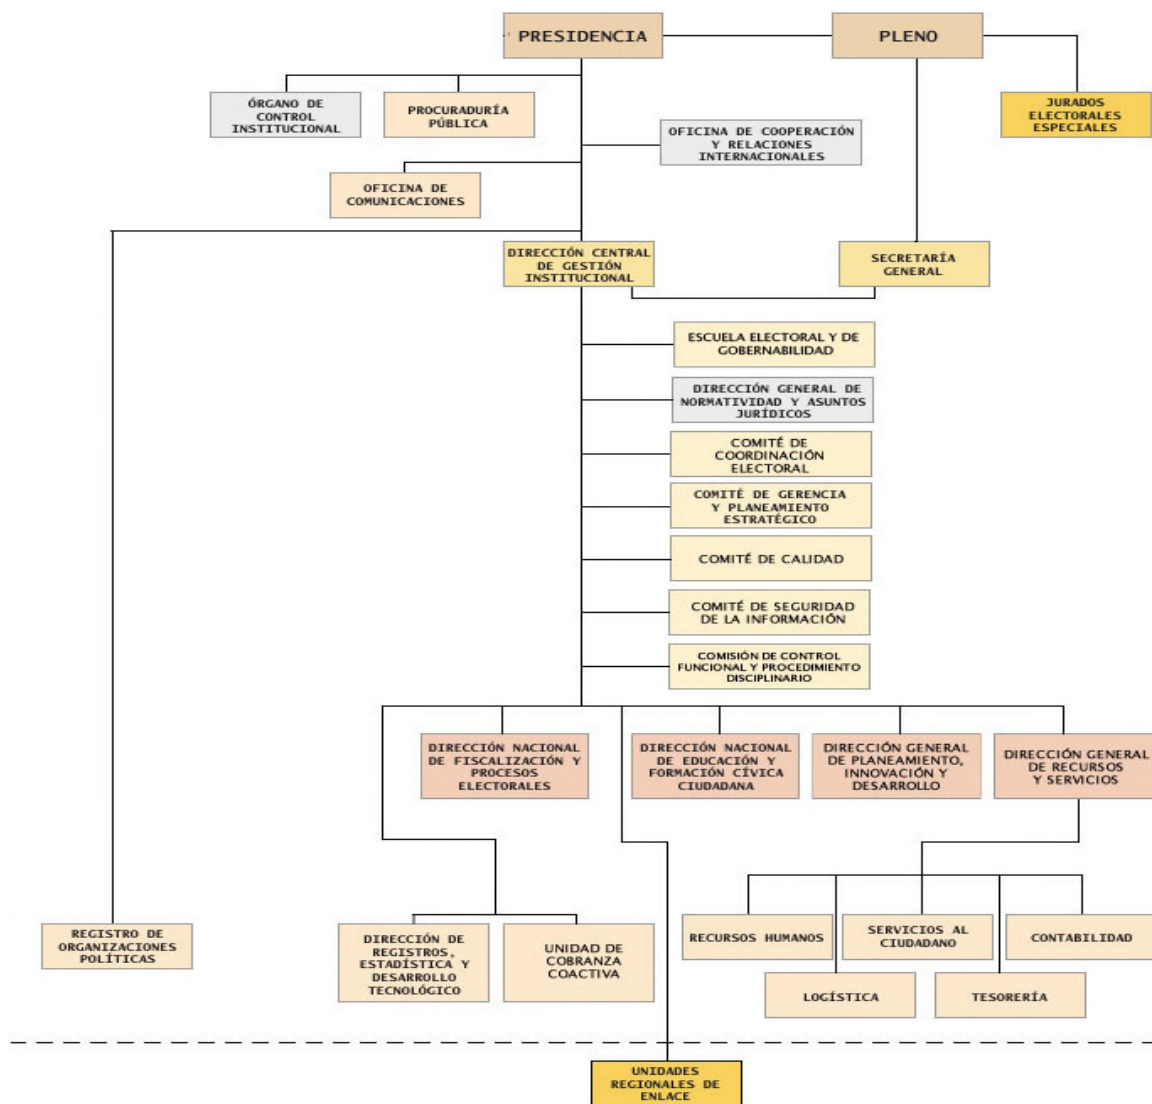 PRESIDENCIA
PLENO
ÓRGANO DE
CONTROL
INSTITUCIONAL
PROCURADURÍA
PÚBLICA
JURADOS
ELECTORALES
ESPECIALES
OFICINA DE COOPERACIÓN
Y RELACIONES
INTERNACIONALES
OFICINA DE
COMUNICACIONES
DIRECCIÓN CENTRAL
DE GESTIÓN
INSTITUCIONAL
SECRETARÍA
GENERAL
ESCUELA ELECTORAL Y DE
GOBERNABILIDAD
DIRECCIÓN GENERAL DE
NORMATIVIDAD Y ASUNTOS
JURÍDICOS
COMITÉ DE
COORDINACIÓN
ELECTORAL
COMITÉ DE GERENCIA
Y PLANEAMIENTO
ESTRATÉGICO
COMITÉ DE CALIDAD
COMITÉ DE SEGURIDAD
DE LA INFORMACIÓN
COMISIÓN DE CONTROL
FUNCIONAL Y PROCEDIMIENTO
DISCIPLINARIO
DIRECCIÓN NACIONAL
DE FISCALIZACIÓN Y
PROCESOS
ELECTORALES
DIRECCIÓN NACIONAL
DE EDUCACIÓN Y
FORMACIÓN CÍVICA
CIUDADANA
DIRECCIÓN GENERAL
DE PLANEAMIENTO,
INNOVACIÓN Y
DESARROLLO
DIRECCIÓN GENERAL
DE RECURSOS
Y SERVICIOS
REGISTRO DE
ORGANIZACIONES
POLÍTICAS
DIRECCIÓN DE
REGISTROS,
ESTADÍSTICA Y
DESARROLLO
TECNOLÓGICO
UNIDAD DE
COBRANZA
COACTIVA
RECURSOS HUMANOS
SERVICIOS AL
CIUDADANO
CONTABILIDAD
LOGÍSTICA
TESORERÍA
UNIDADES
REGIONALES DE
ENLACE